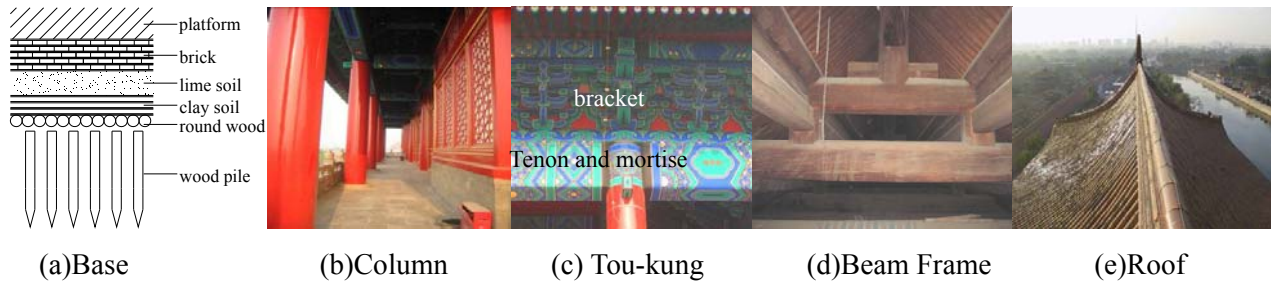 platform
brick
lime soil
clay soil
round wood
wood pile
bracket
Tenon and mortise
(a)Base
(b)Column
(c) Tou-kung
(d)Beam Frame
(e)Roof